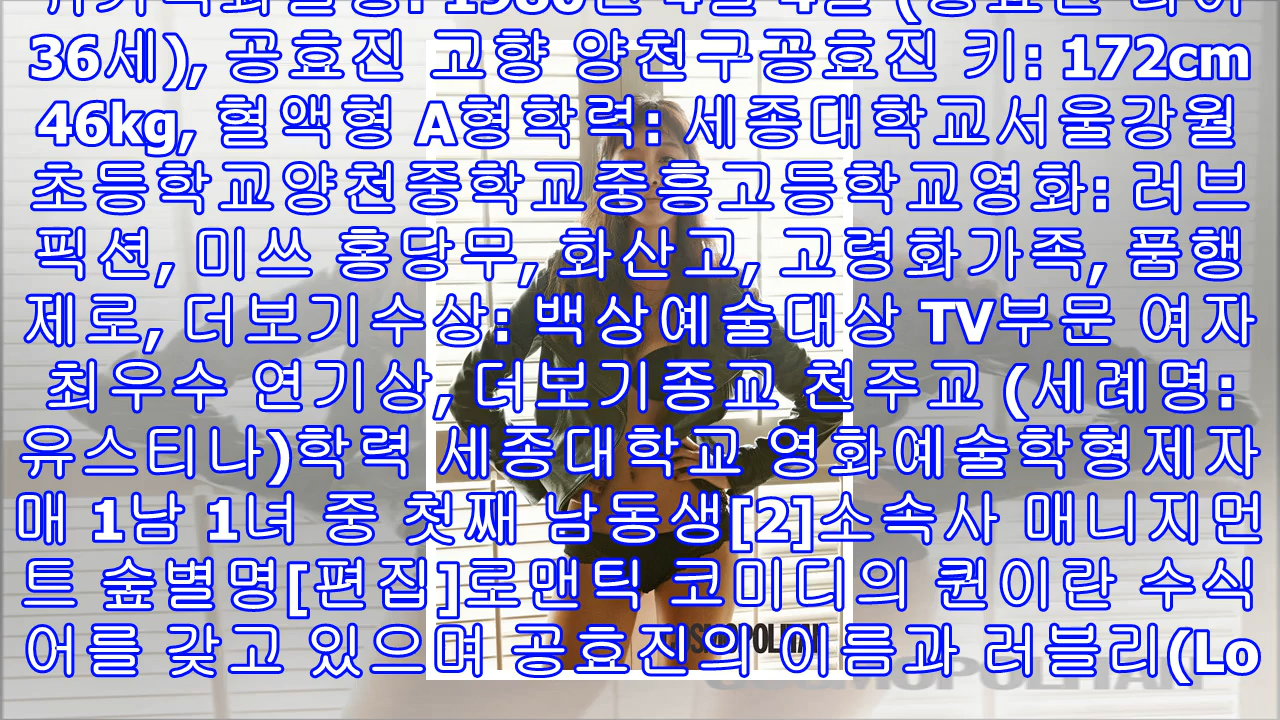 36세), 공효진 고향 양천구공효진 키: 172cm
46kg, 혈액형 A형학력: 세종대학교서울강월
초등학교양천중학교중흥고등학교영화: 러브
픽션, 미쓰 홍당무, 화산고, 고령화가족, 품행
제로, 더보기수상: 백상예술대상 TV부문 여자
최우수 연기상, 더보기종교 천주교 (세례명:
유스티나)학력 세종대학교 영화예술학형제자
매 1남 1녀 중 첫째 남동생[2]소속사 매니지먼
트 숲별명[편집]로맨틱 코미디의 퀸이란 수식
어를 갖고 있으며 공효진의 이름과 러블리(Lo
COSMOPOLITAN